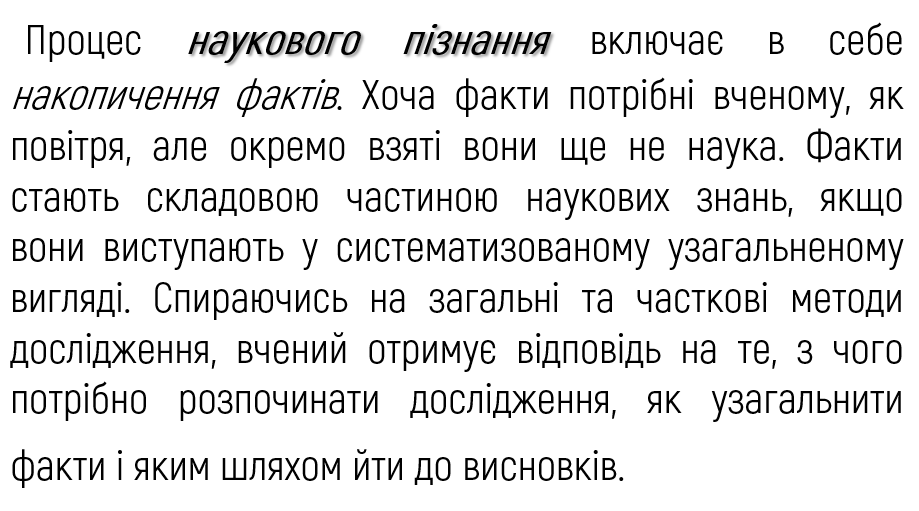 Процес наукового пізнання включає в себе
накопичення фактів. Хоча факти потрібні вченому, як
повітря, але окремо взяті вони ще не наука. Факти
стають складовою частиною наукових знань, якщо
вони виступають у систематизованому узагальненому
вигляді. Спираючись на загальні та часткові методи
дослідження, вчений отримує відповідь на те, з чого
потрібно розпочинати дослідження, як узагальнити
факти і яким шляхом йти до висновків.